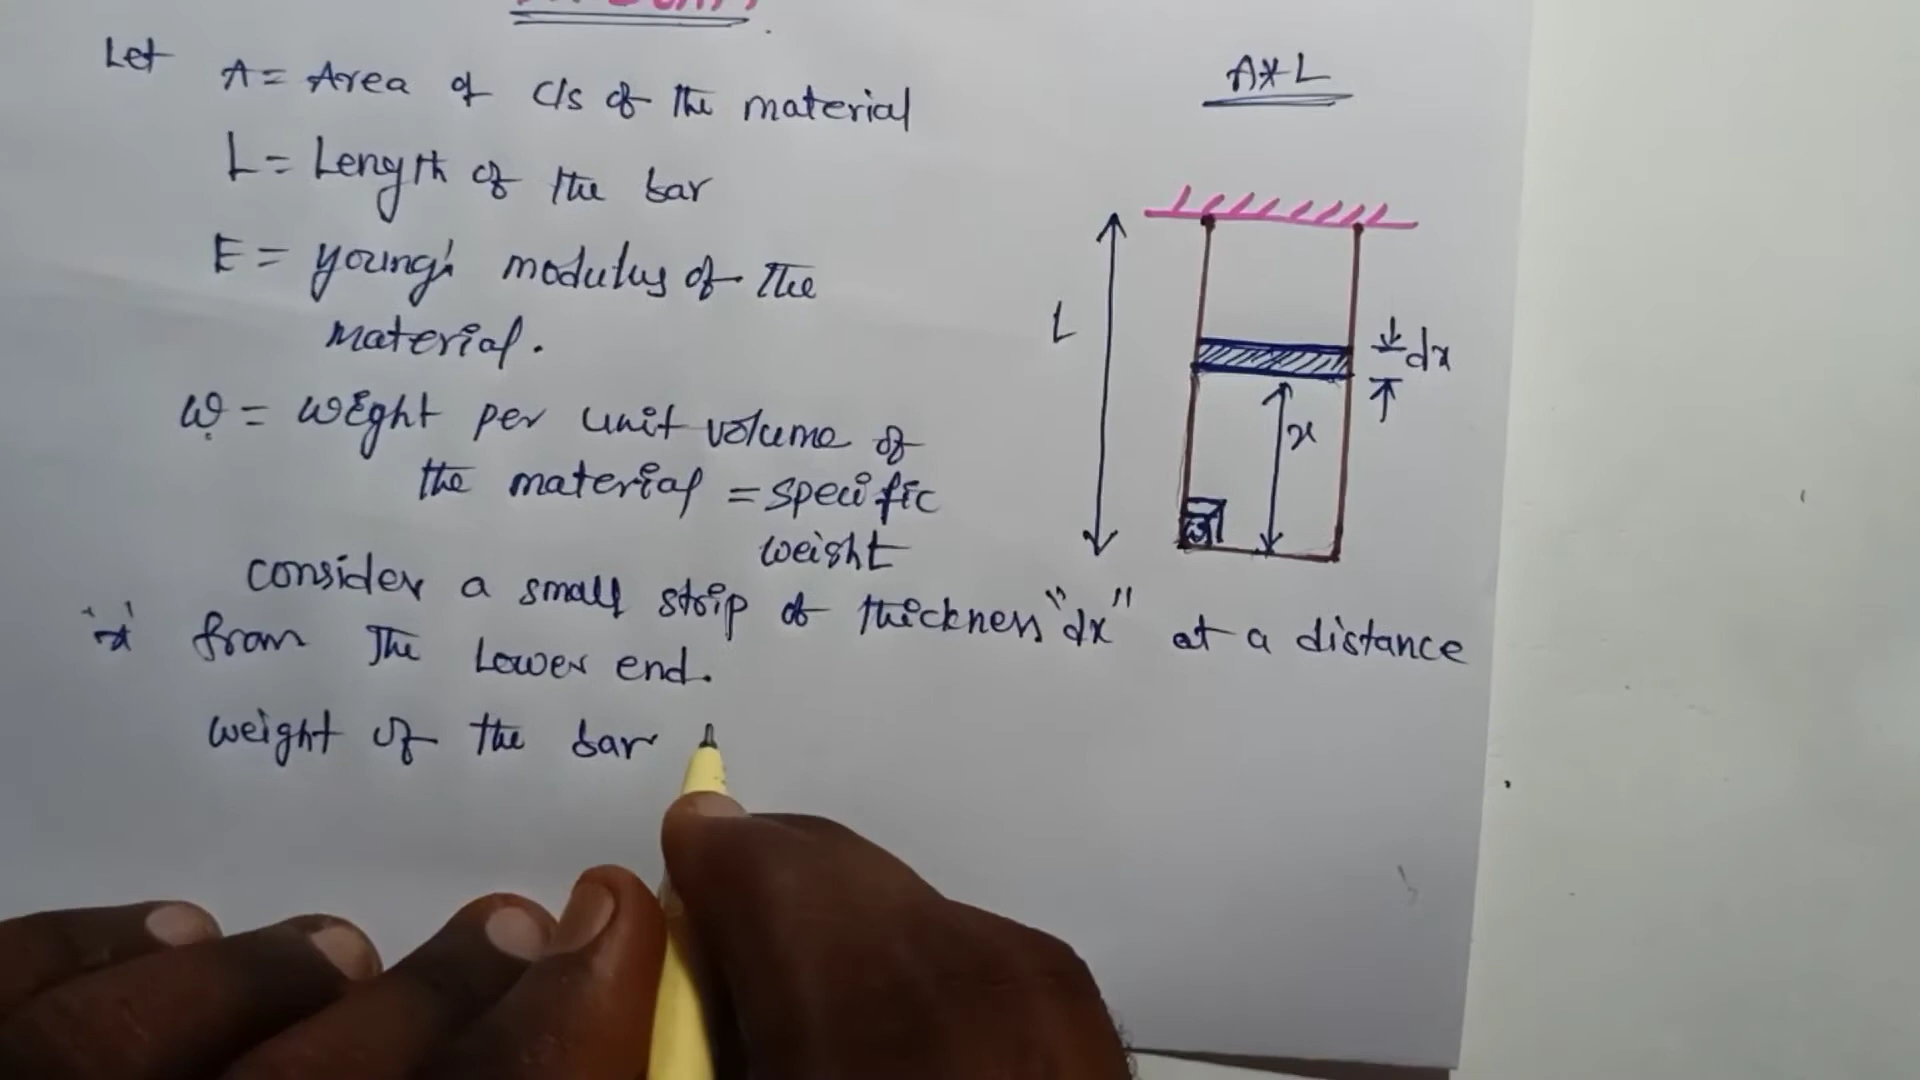 Let A = Area of C/S of the material
L = Length of the bar
E = young's modulus of the
material.
w = weight per unit volume of
the material = specific
weight
consider a small strip of thickness "dx" at a distance
'x' from The Lower end.
weight of the bar
A*L
L
dx
x
w